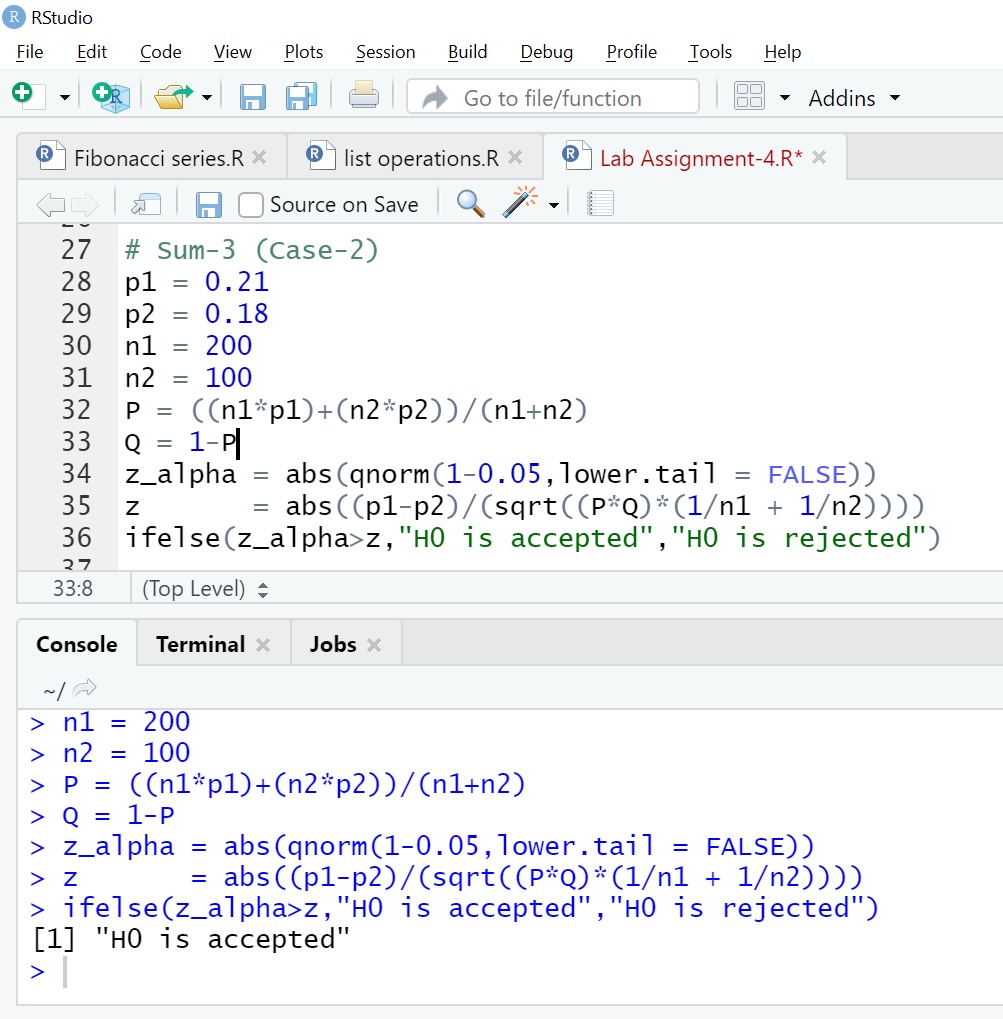 RStudio
File Edit Code View Plots Session Build Debug Profile Tools Help
Go to file/function Addins
Fibonacci series.R list operations.R Lab Assignment-4.R*
Source on Save
27 # Sum-3 (Case-2)
28 p1 = 0.21
29 p2 = 0.18
30 n1 = 200
31 n2 = 100
32 P = ((n1*p1)+(n2*p2))/(n1+n2)
33 Q = 1-P
34 z_alpha = abs(qnorm(1-0.05,lower.tail = FALSE))
35 z       = abs((p1-p2)/(sqrt((P*Q)*(1/n1 + 1/n2))))
36 ifelse(z_alpha>z,"H0 is accepted","H0 is rejected")
37
33:8 (Top Level)
Console Terminal Jobs
~/
> n1 = 200
> n2 = 100
> P = ((n1*p1)+(n2*p2))/(n1+n2)
> Q = 1-P
> z_alpha = abs(qnorm(1-0.05,lower.tail = FALSE))
> z       = abs((p1-p2)/(sqrt((P*Q)*(1/n1 + 1/n2))))
> ifelse(z_alpha>z,"H0 is accepted","H0 is rejected")
[1] "H0 is accepted"
>